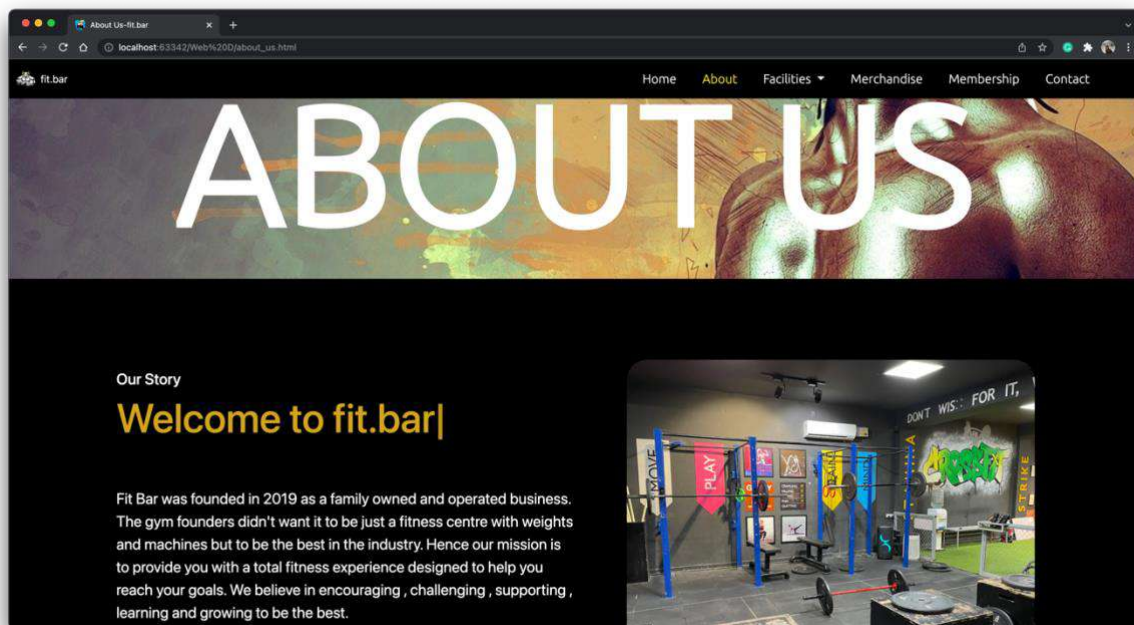 About Us-fit.bar
localhost:63342/Web%20D/about_us.html
fit.bar
Home About Facilities Merchandise Membership Contact
ABOUT US
Our Story
Welcome to fit.bar|
Fit Bar was founded in 2019 as a family owned and operated business.
The gym founders didn't want it to be just a fitness centre with weights
and machines but to be the best in the industry. Hence our mission is
to provide you with a total fitness experience designed to help you
reach your goals. We believe in encouraging , challenging , supporting ,
learning and growing to be the best.
DON'T WIS FOR IT,
MOVE
PLAY
CROSSFIT
STRIKE